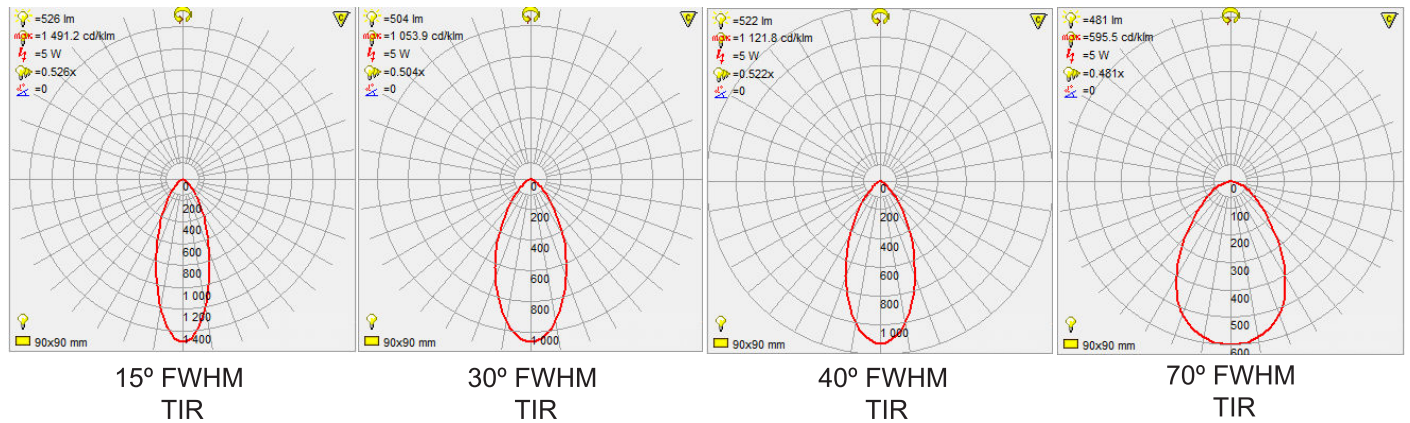 =526 lm
max=1 491.2 cd/klm
=5 W
=0.526x
=0
C
0
200
400
600
800
1 000
1 200
1 400
90x90 mm
15º FWHM
TIR
=504 lm
max=1 053.9 cd/klm
=5 W
=0.504x
=0
C
0
200
400
600
800
1 000
90x90 mm
30º FWHM
TIR
=522 lm
max=1 121.8 cd/klm
=5 W
=0.522x
=0
C
0
200
400
600
800
1 000
90x90 mm
40º FWHM
TIR
=481 lm
max=595.5 cd/klm
=5 W
=0.481x
=0
C
0
100
200
300
400
500
600
90x90 mm
70º FWHM
TIR